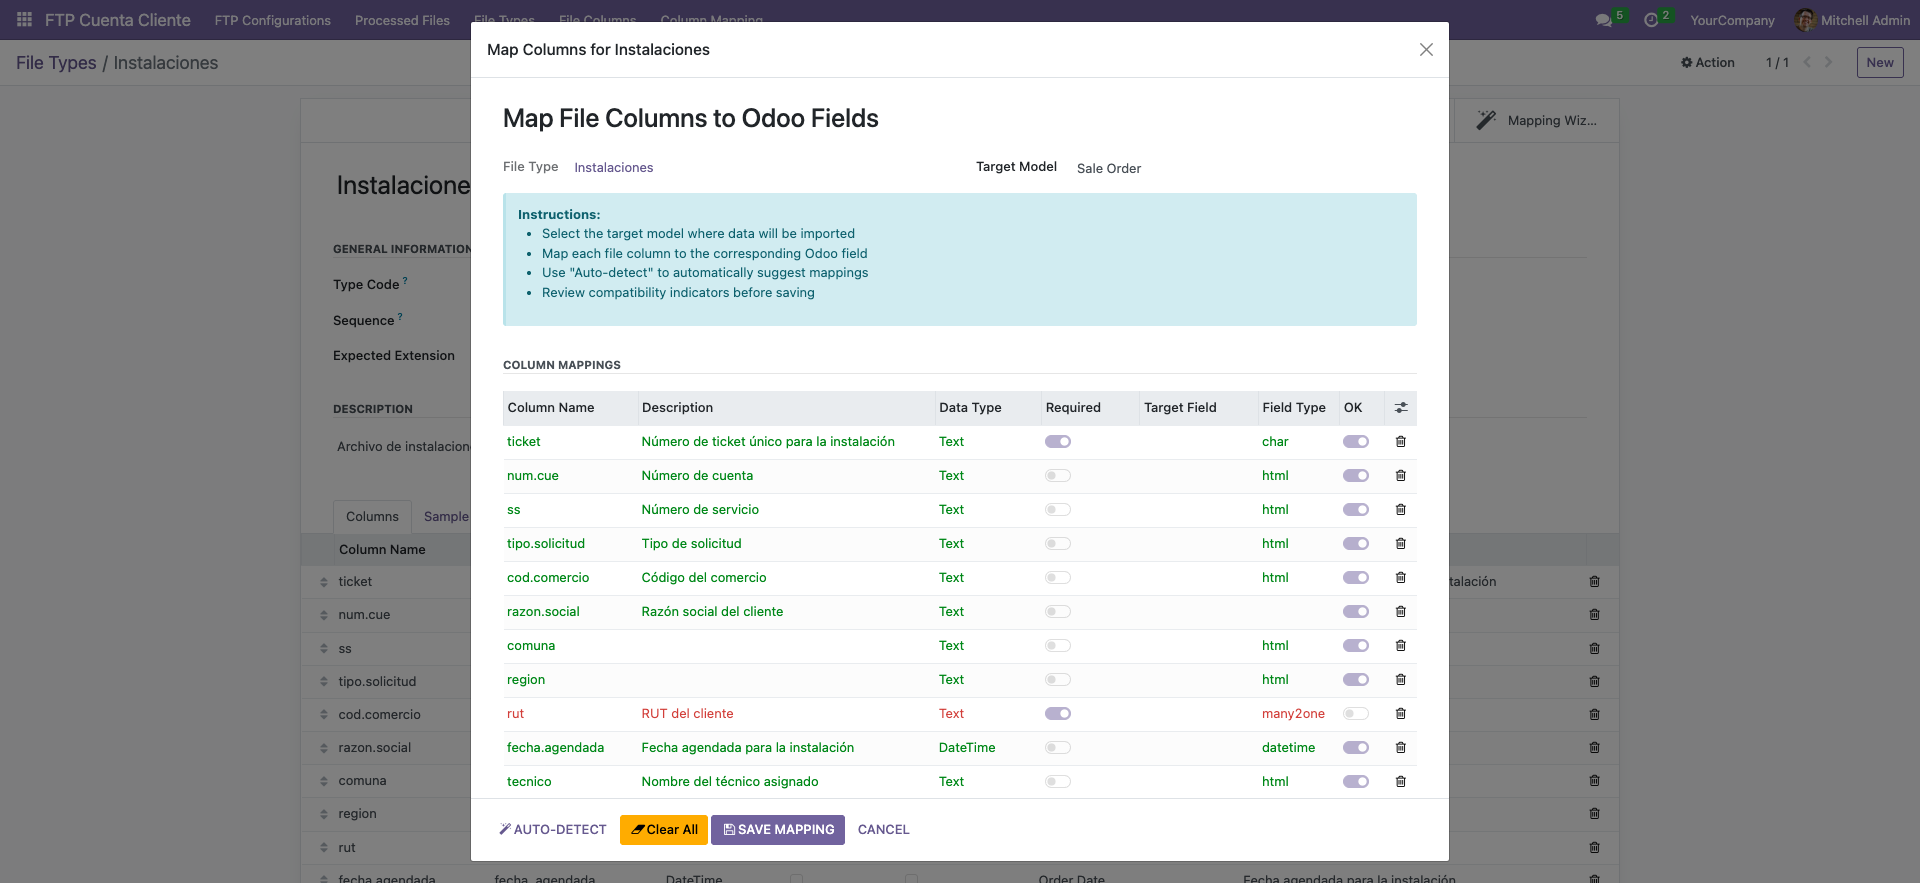 FTP Cuenta Cliente FTP Configurations Processed Files File Types File Columns Column Mapping 5 2 YourCompany Mitchell Admin
File Types / Instalaciones Action 1 / 1 New
Map Columns for Instalaciones
Mapping Wiz...
Map File Columns to Odoo Fields
File Type Instalaciones Target Model Sale Order
Instalacione
Instructions:
Select the target model where data will be imported
Map each file column to the corresponding Odoo field
Use "Auto-detect" to automatically suggest mappings
Review compatibility indicators before saving
GENERAL INFORMATION
Type Code ?
Sequence ?
Expected Extension
DESCRIPTION
Archivo de instalacion
Columns Sample
Column Name
ticket talación
num.cue
ss
tipo.solicitud
cod.comercio
razon.social
comuna
region
rut
fecha.agendada fecha_agendada DateTime Order Date Fecha agendada para la instalación
COLUMN MAPPINGS
Column Name Description Data Type Required Target Field Field Type OK
ticket Número de ticket único para la instalación Text char
num.cue Número de cuenta Text html
ss Número de servicio Text html
tipo.solicitud Tipo de solicitud Text html
cod.comercio Código del comercio Text html
razon.social Razón social del cliente Text
comuna Text html
region Text html
rut RUT del cliente Text many2one
fecha.agendada Fecha agendada para la instalación DateTime datetime
tecnico Nombre del técnico asignado Text html
AUTO-DETECT Clear All SAVE MAPPING CANCEL